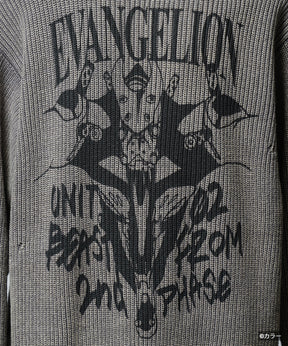 EVANGELION
UNIT 02
BEAST FROM
2nd PHASE
©カラー